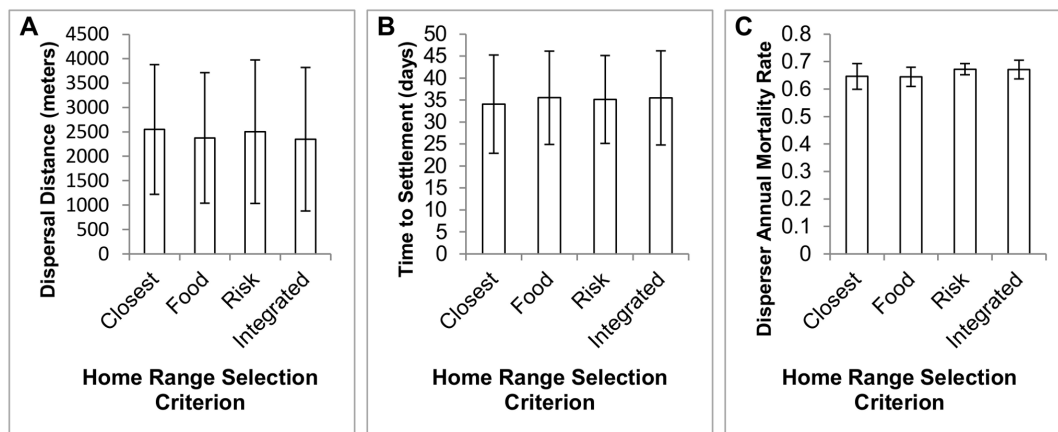 A
Dispersal Distance (meters)
4500
4000
3500
3000
2500
2000
1500
1000
500
0
Closest
Food
Risk
Integrated
Home Range Selection
Criterion
B
Time to Settlement (days)
50
45
40
35
30
25
20
15
10
5
0
Closest
Food
Risk
Integrated
Home Range Selection
Criterion
C
Disperser Annual Mortality Rate
0.8
0.7
0.6
0.5
0.4
0.3
0.2
0.1
0
Closest
Food
Risk
Integrated
Home Range Selection
Criterion